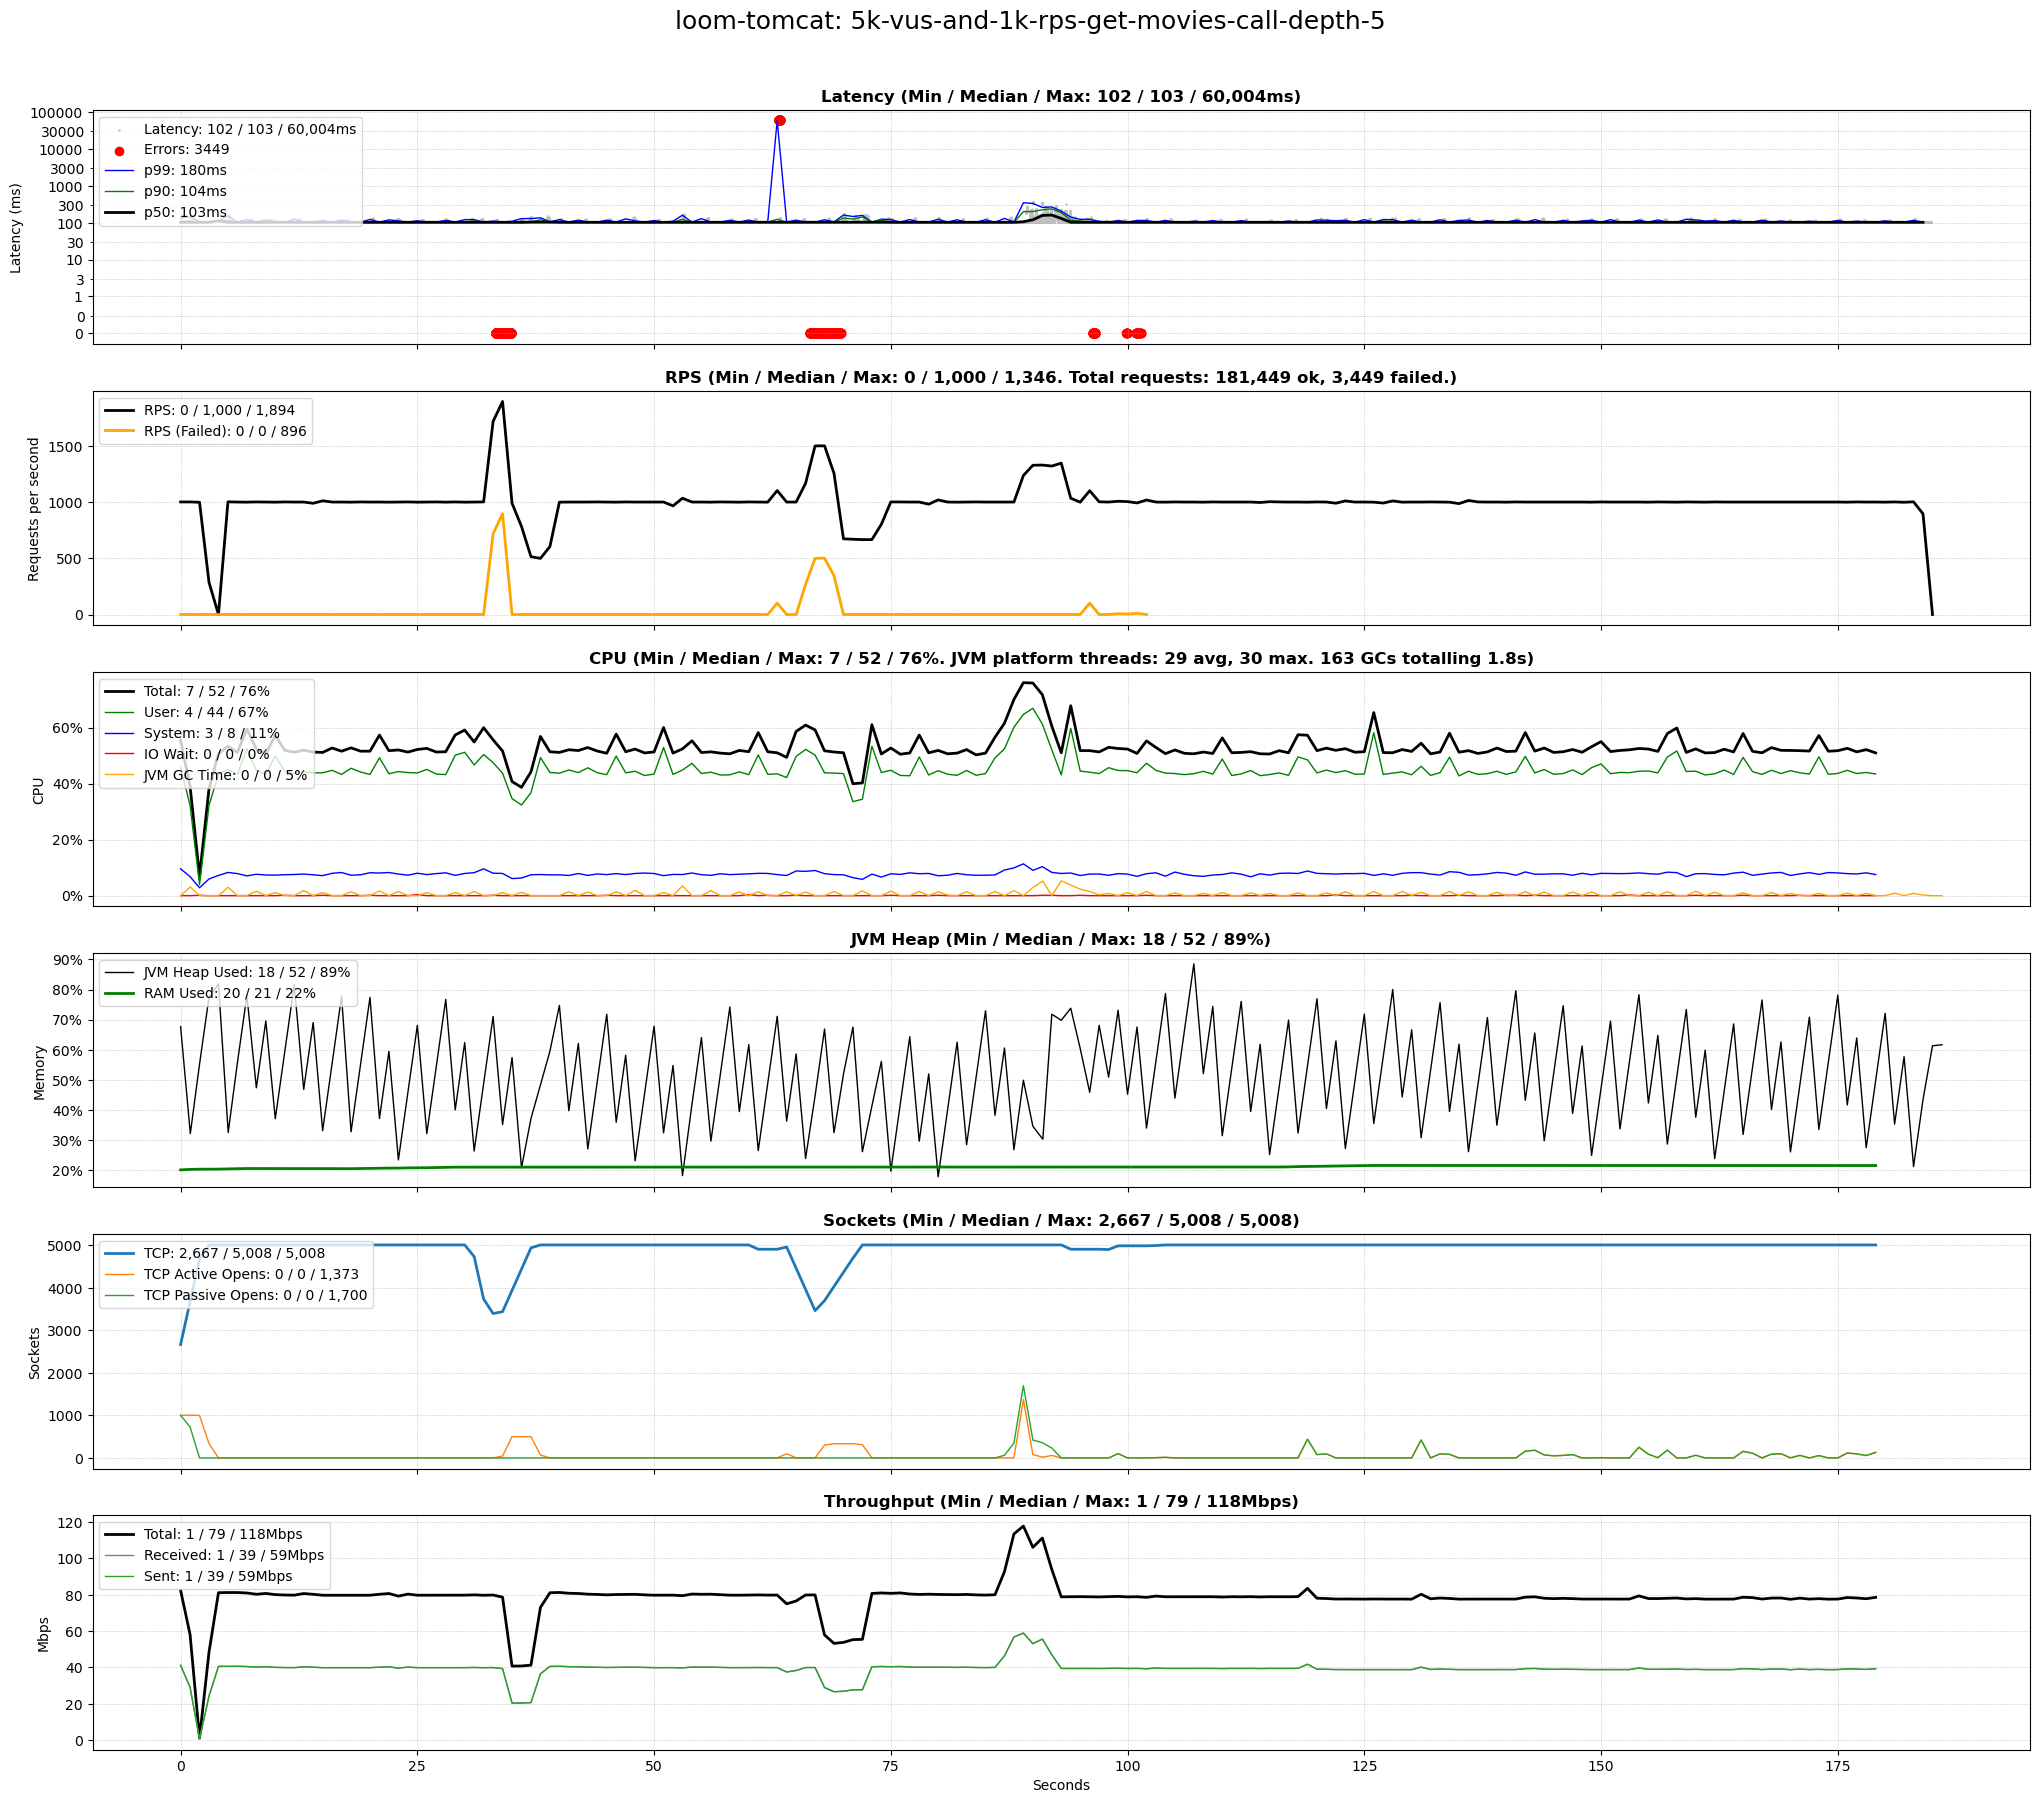 loom-tomcat: 5k-vus-and-1k-rps-get-movies-call-depth-5
Latency (Min / Median / Max: 102 / 103 / 60,004ms)
Latency (ms)
100000
30000
10000
3000
1000
300
100
30
10
3
1
0
0
Latency: 102 / 103 / 60,004ms
Errors: 3449
p99: 180ms
p90: 104ms
p50: 103ms
RPS (Min / Median / Max: 0 / 1,000 / 1,346. Total requests: 181,449 ok, 3,449 failed.)
Requests per second
1500
1000
500
0
RPS: 0 / 1,000 / 1,894
RPS (Failed): 0 / 0 / 896
CPU (Min / Median / Max: 7 / 52 / 76%. JVM platform threads: 29 avg, 30 max. 163 GCs totalling 1.8s)
CPU
60%
40%
20%
0%
Total: 7 / 52 / 76%
User: 4 / 44 / 67%
System: 3 / 8 / 11%
IO Wait: 0 / 0 / 0%
JVM GC Time: 0 / 0 / 5%
JVM Heap (Min / Median / Max: 18 / 52 / 89%)
Memory
90%
80%
70%
60%
50%
40%
30%
20%
JVM Heap Used: 18 / 52 / 89%
RAM Used: 20 / 21 / 22%
Sockets (Min / Median / Max: 2,667 / 5,008 / 5,008)
Sockets
5000
4000
3000
2000
1000
0
TCP: 2,667 / 5,008 / 5,008
TCP Active Opens: 0 / 0 / 1,373
TCP Passive Opens: 0 / 0 / 1,700
Throughput (Min / Median / Max: 1 / 79 / 118Mbps)
Mbps
120
100
80
60
40
20
0
Total: 1 / 79 / 118Mbps
Received: 1 / 39 / 59Mbps
Sent: 1 / 39 / 59Mbps
0
25
50
75
100
125
150
175
Seconds